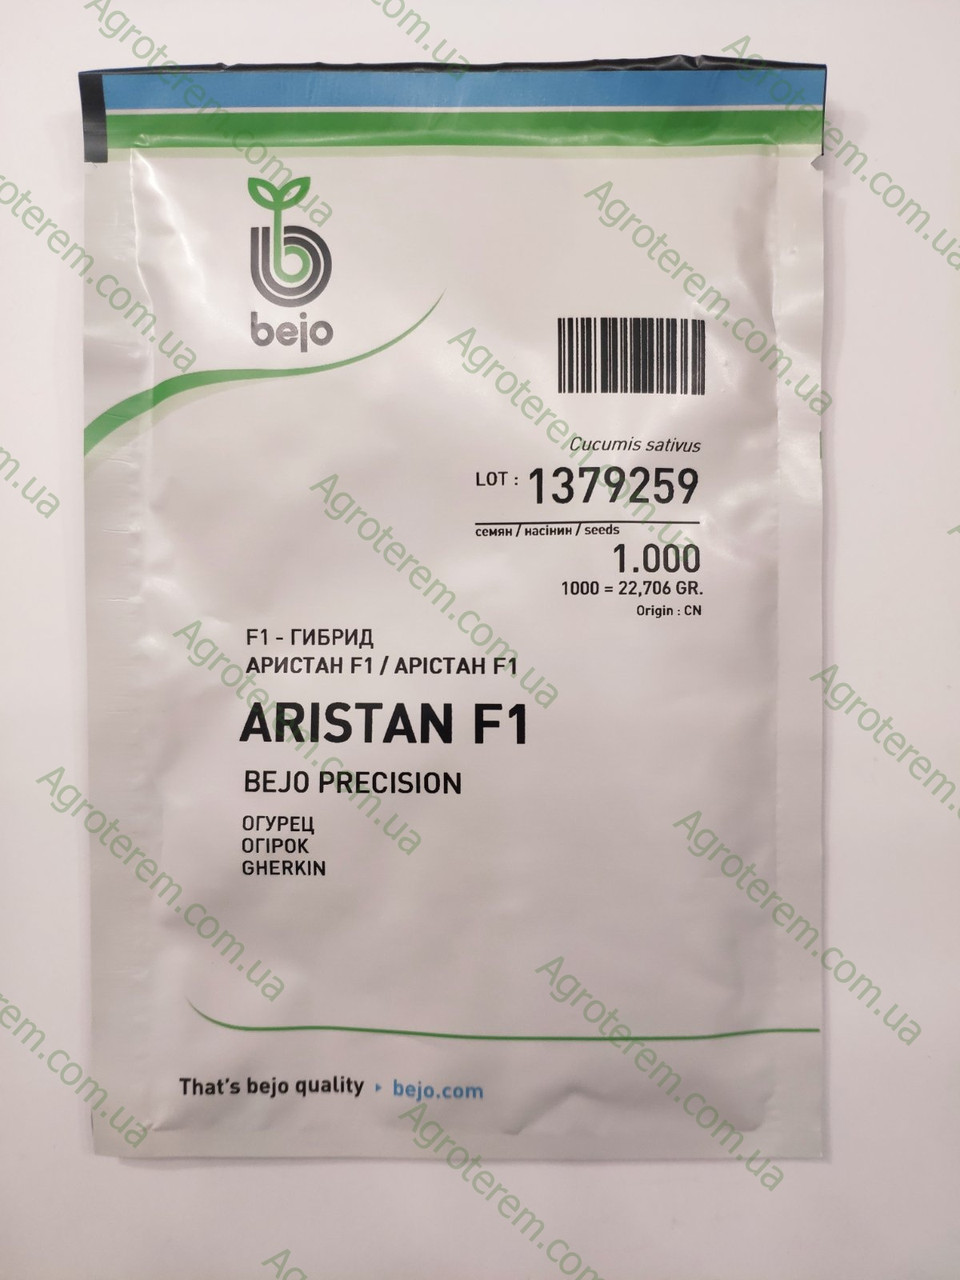 bejo
Cucumis sativus
LOT : 1379259
семян / насінин / seeds
1.000
1000 = 22,706 GR.
Origin : CN
F1 - ГИБРИД
АРИСТАН F1 / АРІСТАН F1
ARISTAN F1
BEJO PRECISION
ОГУРЕЦ
ОГІРОК
GHERKIN
That's bejo quality ▸ bejo.com
Agroterem.com.ua